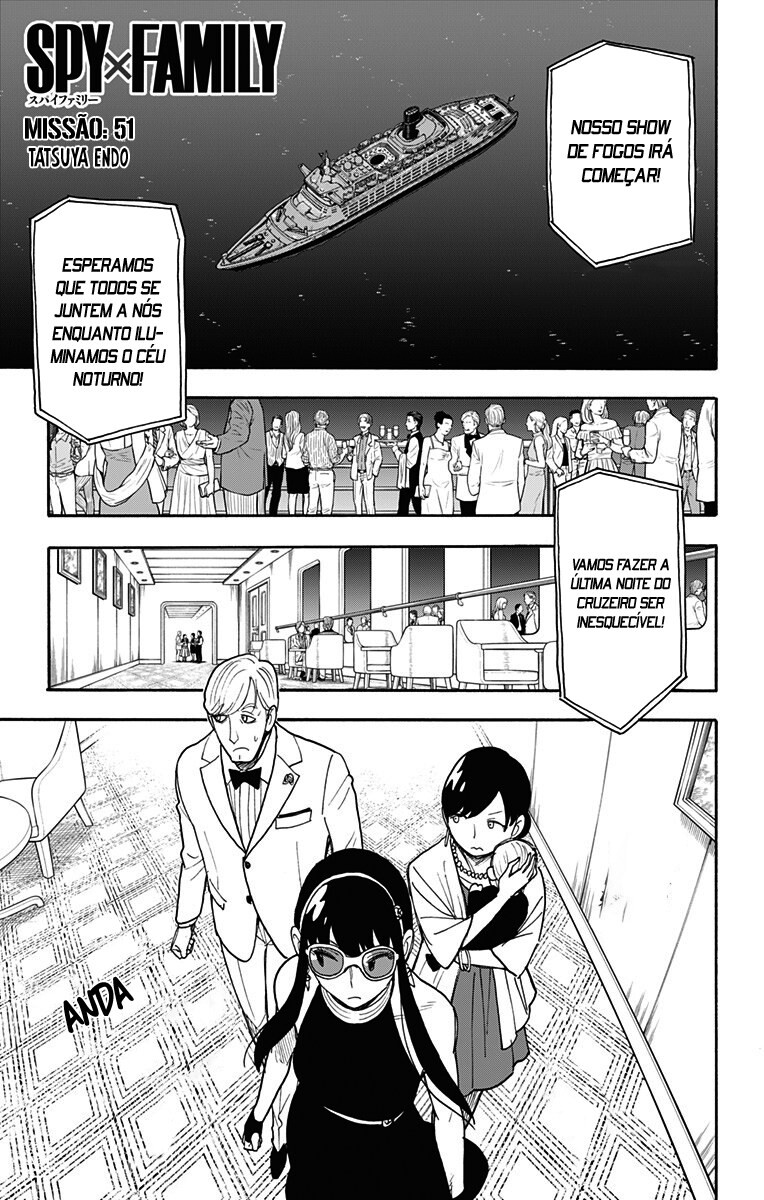 SPY×FAMILY
スパイファミリー
MISSÃO: 51
TATSUYA ENDO
NOSSO SHOW
DE FOGOS IRÁ
COMEÇAR!
ESPERAMOS
QUE TODOS SE
JUNTEM A NÓS
ENQUANTO ILU-
MINAMOS O CÉU
NOTURNO!
VAMOS FAZER A
ÚLTIMA NOITE DO
CRUZEIRO SER
INESQUECÍVEL!
ANDA